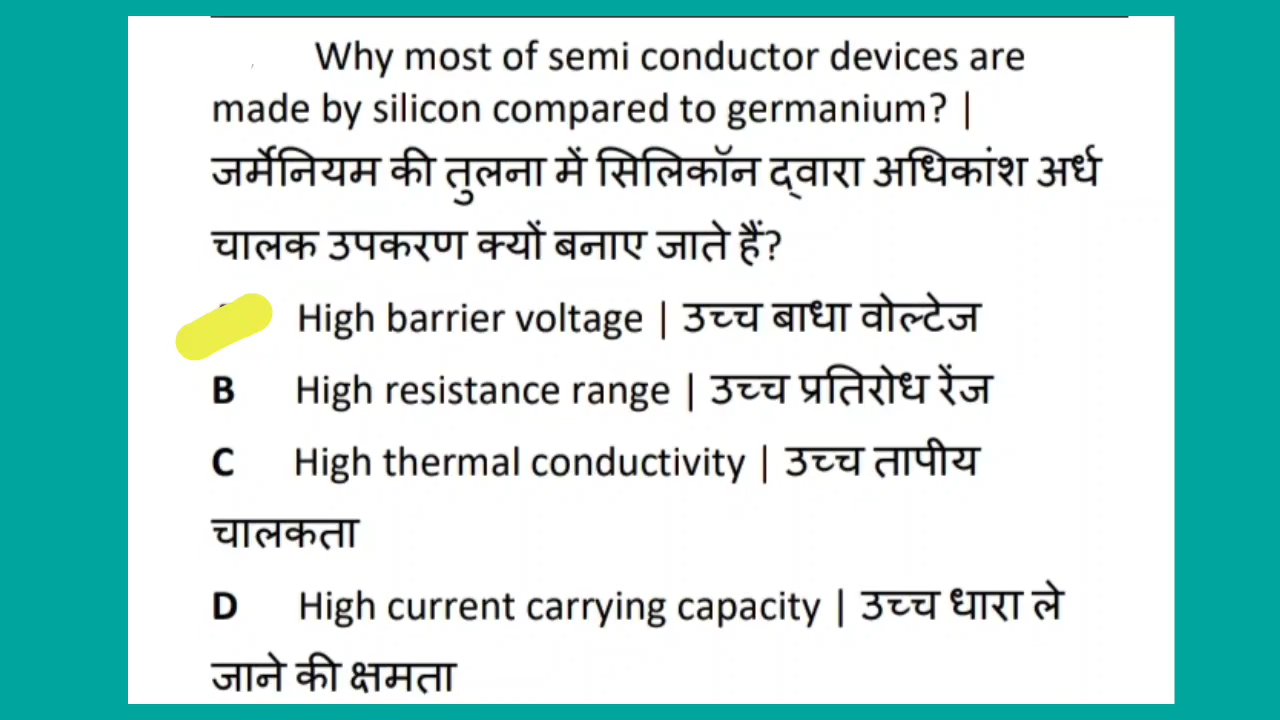 Why most of semi conductor devices are
made by silicon compared to germanium? |
जर्मेनियम की तुलना में सिलिकॉन द्वारा अधिकांश अर्ध
चालक उपकरण क्यों बनाए जाते हैं?
High barrier voltage | उच्च बाधा वोल्टेज
B High resistance range | उच्च प्रतिरोध रेंज
C High thermal conductivity | उच्च तापीय
चालकता
D High current carrying capacity | उच्च धारा ले
जाने की क्षमता